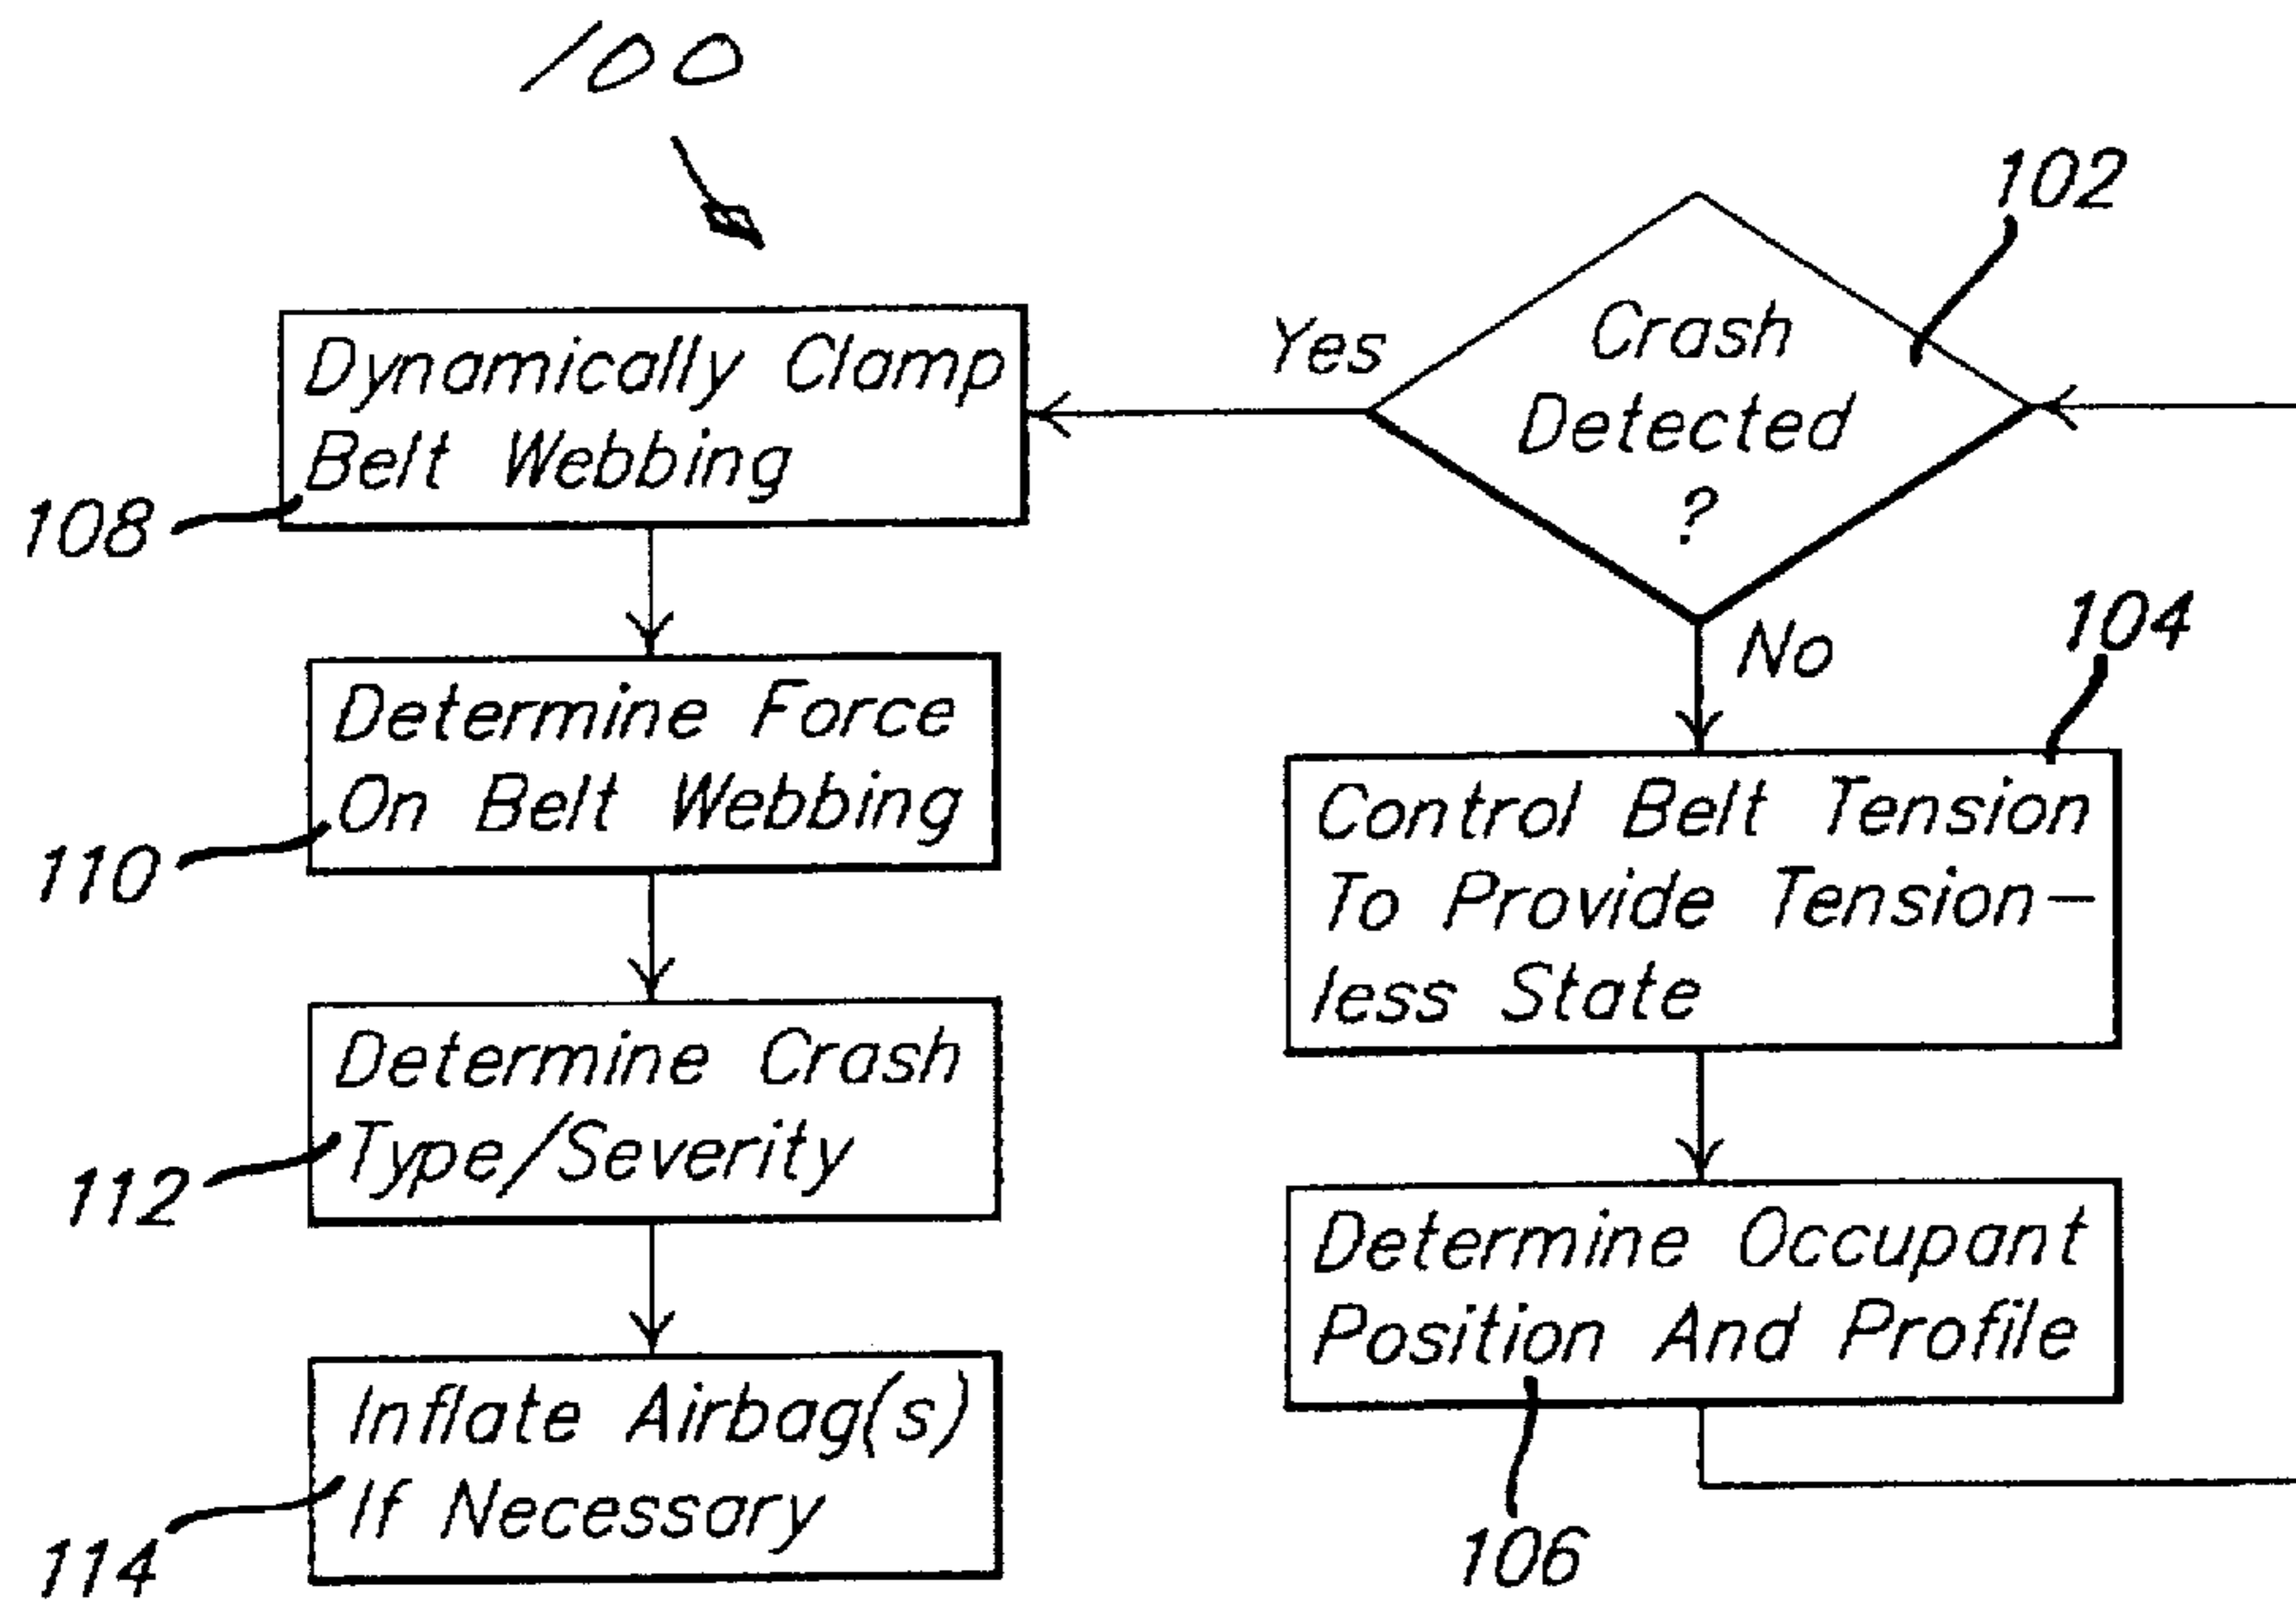 100
102
Crash
Detected
?
Yes
No
Dynamically Clamp
Belt Webbing
108
Determine Force
On Belt Webbing
110
Determine Crash
Type/Severity
112
Inflate Airbag(s)
If Necessary
114
104
Control Belt Tension
To Provide Tension-
less State
Determine Occupant
Position And Profile
106